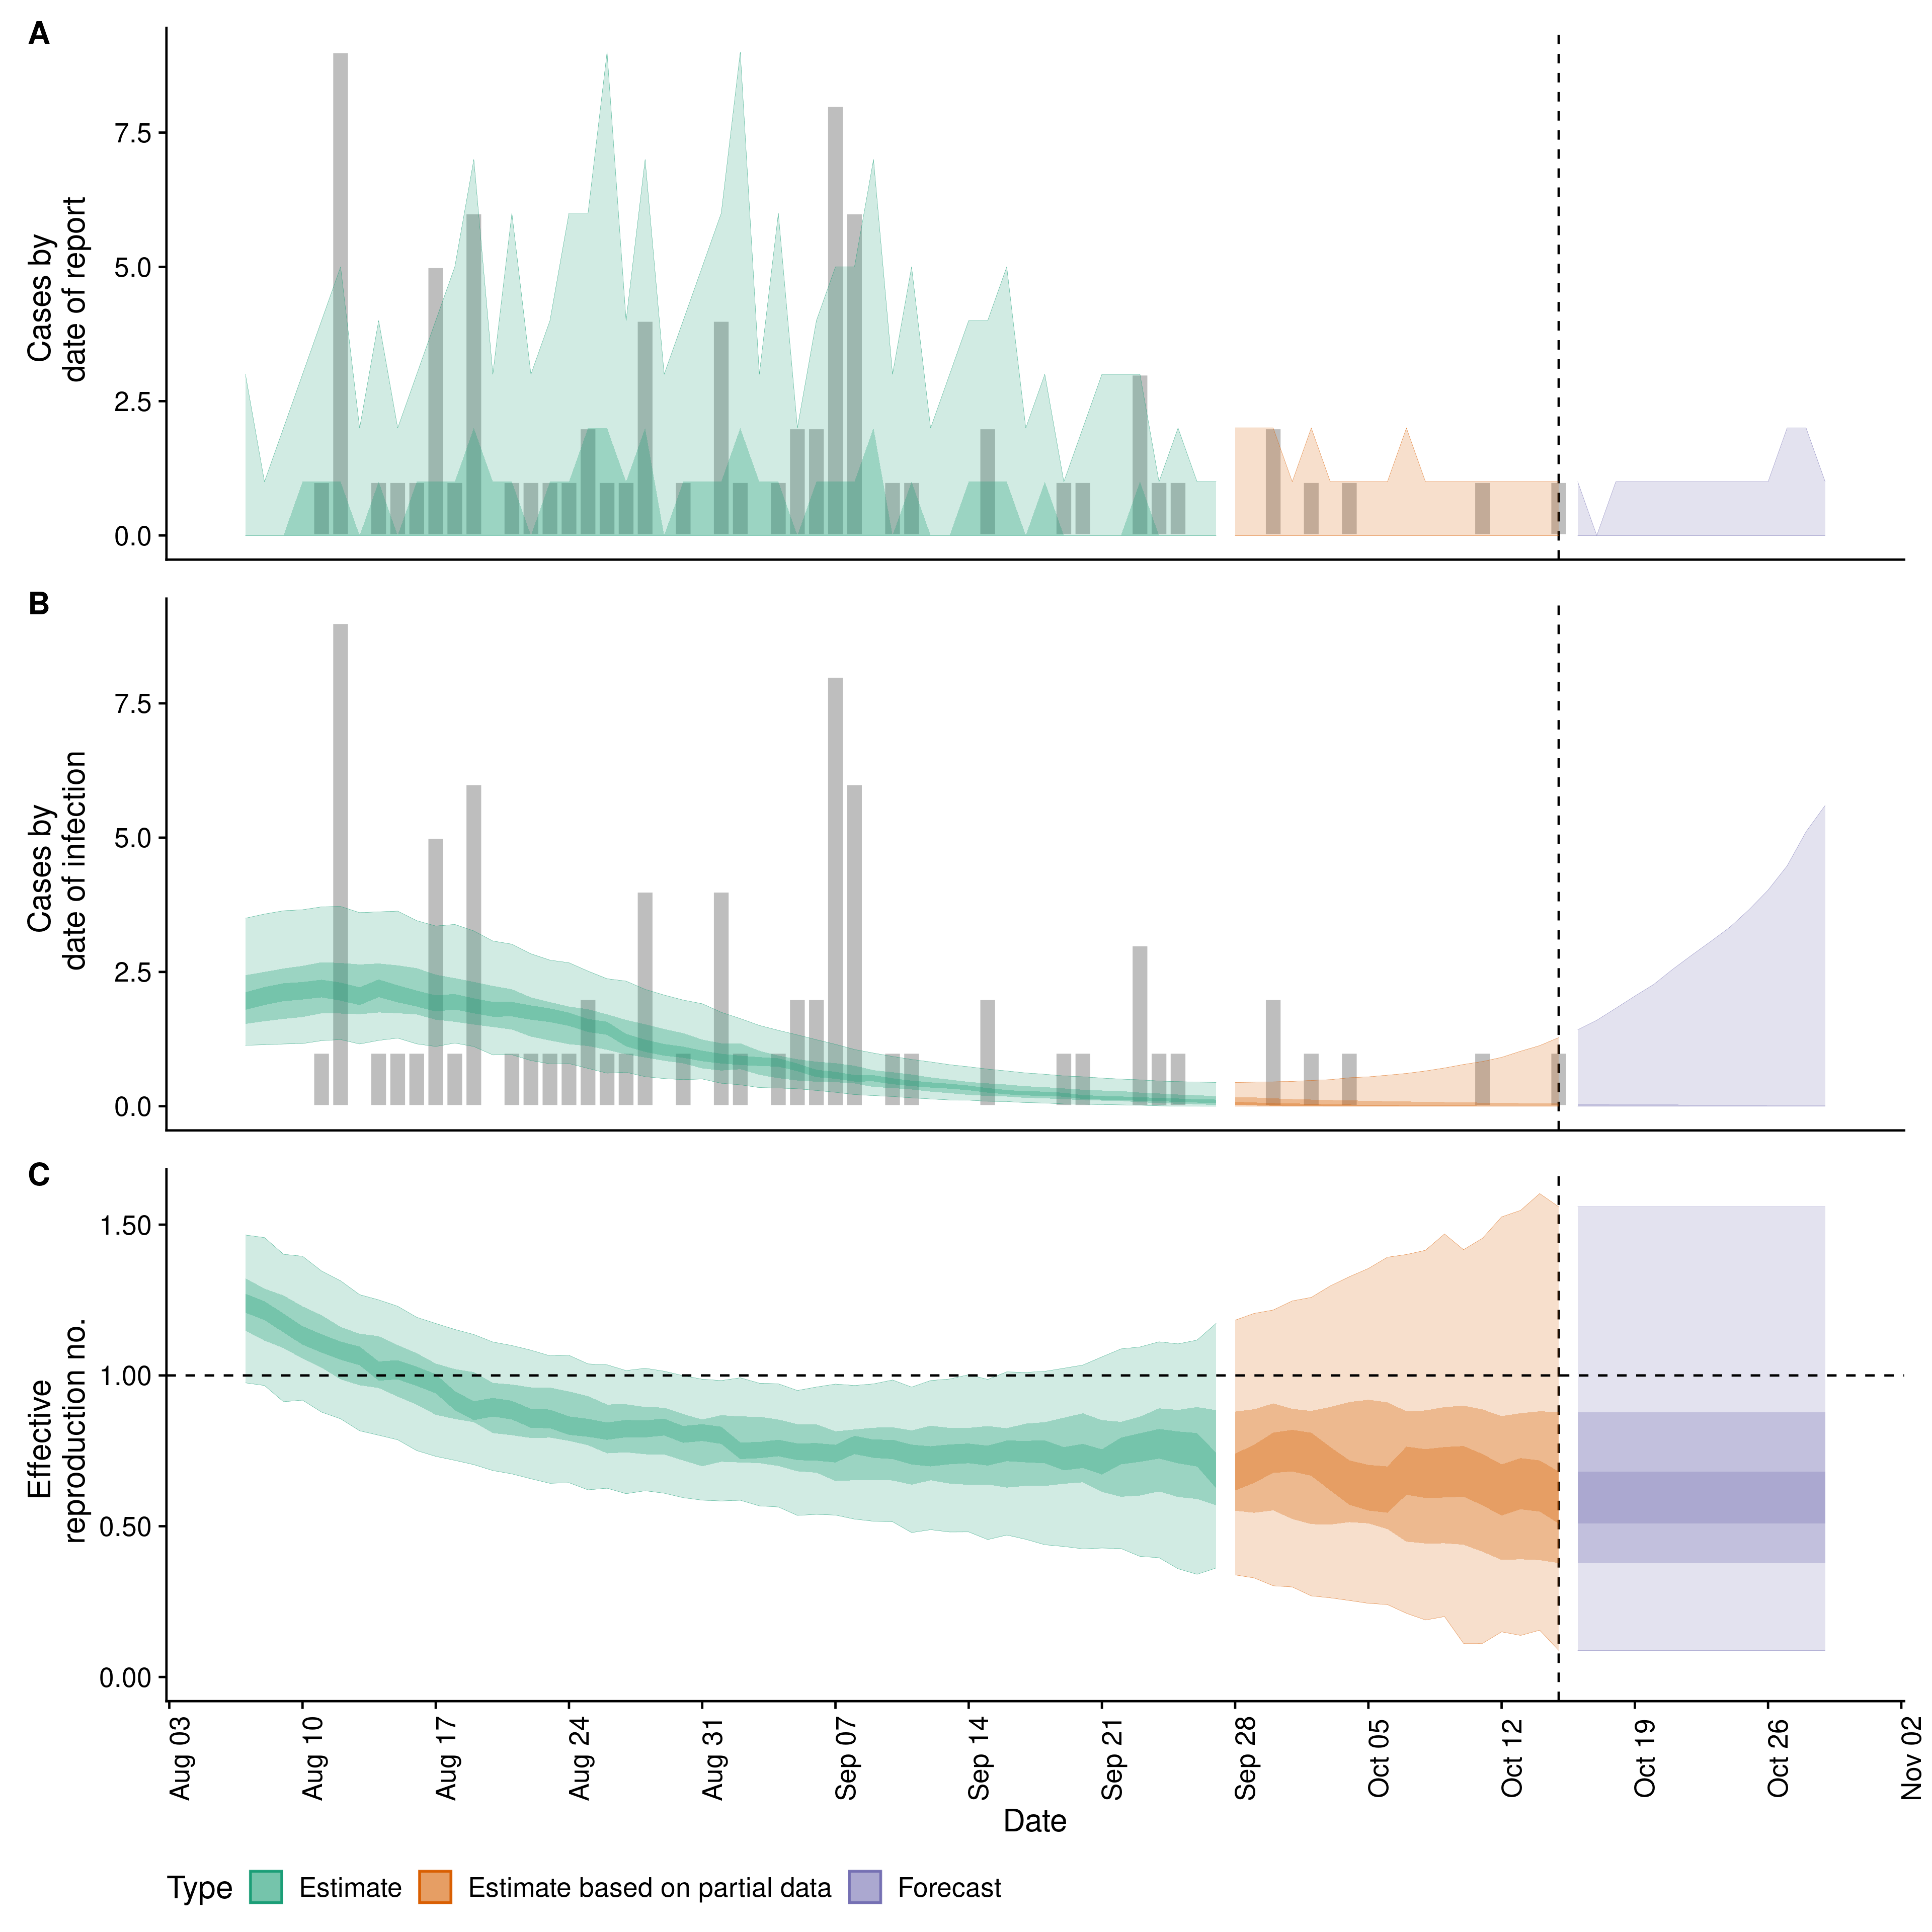 A
7.5
5.0
2.5
0.0
Cases by
date of report
B
7.5
5.0
2.5
0.0
Cases by
date of infection
C
1.50
1.00
0.50
0.00
Effective
reproduction no.
Aug 03
Aug 10
Aug 17
Aug 24
Aug 31
Sep 07
Sep 14
Sep 21
Sep 28
Oct 05
Oct 12
Oct 19
Oct 26
Nov 02
Date
Type Estimate Estimate based on partial data Forecast